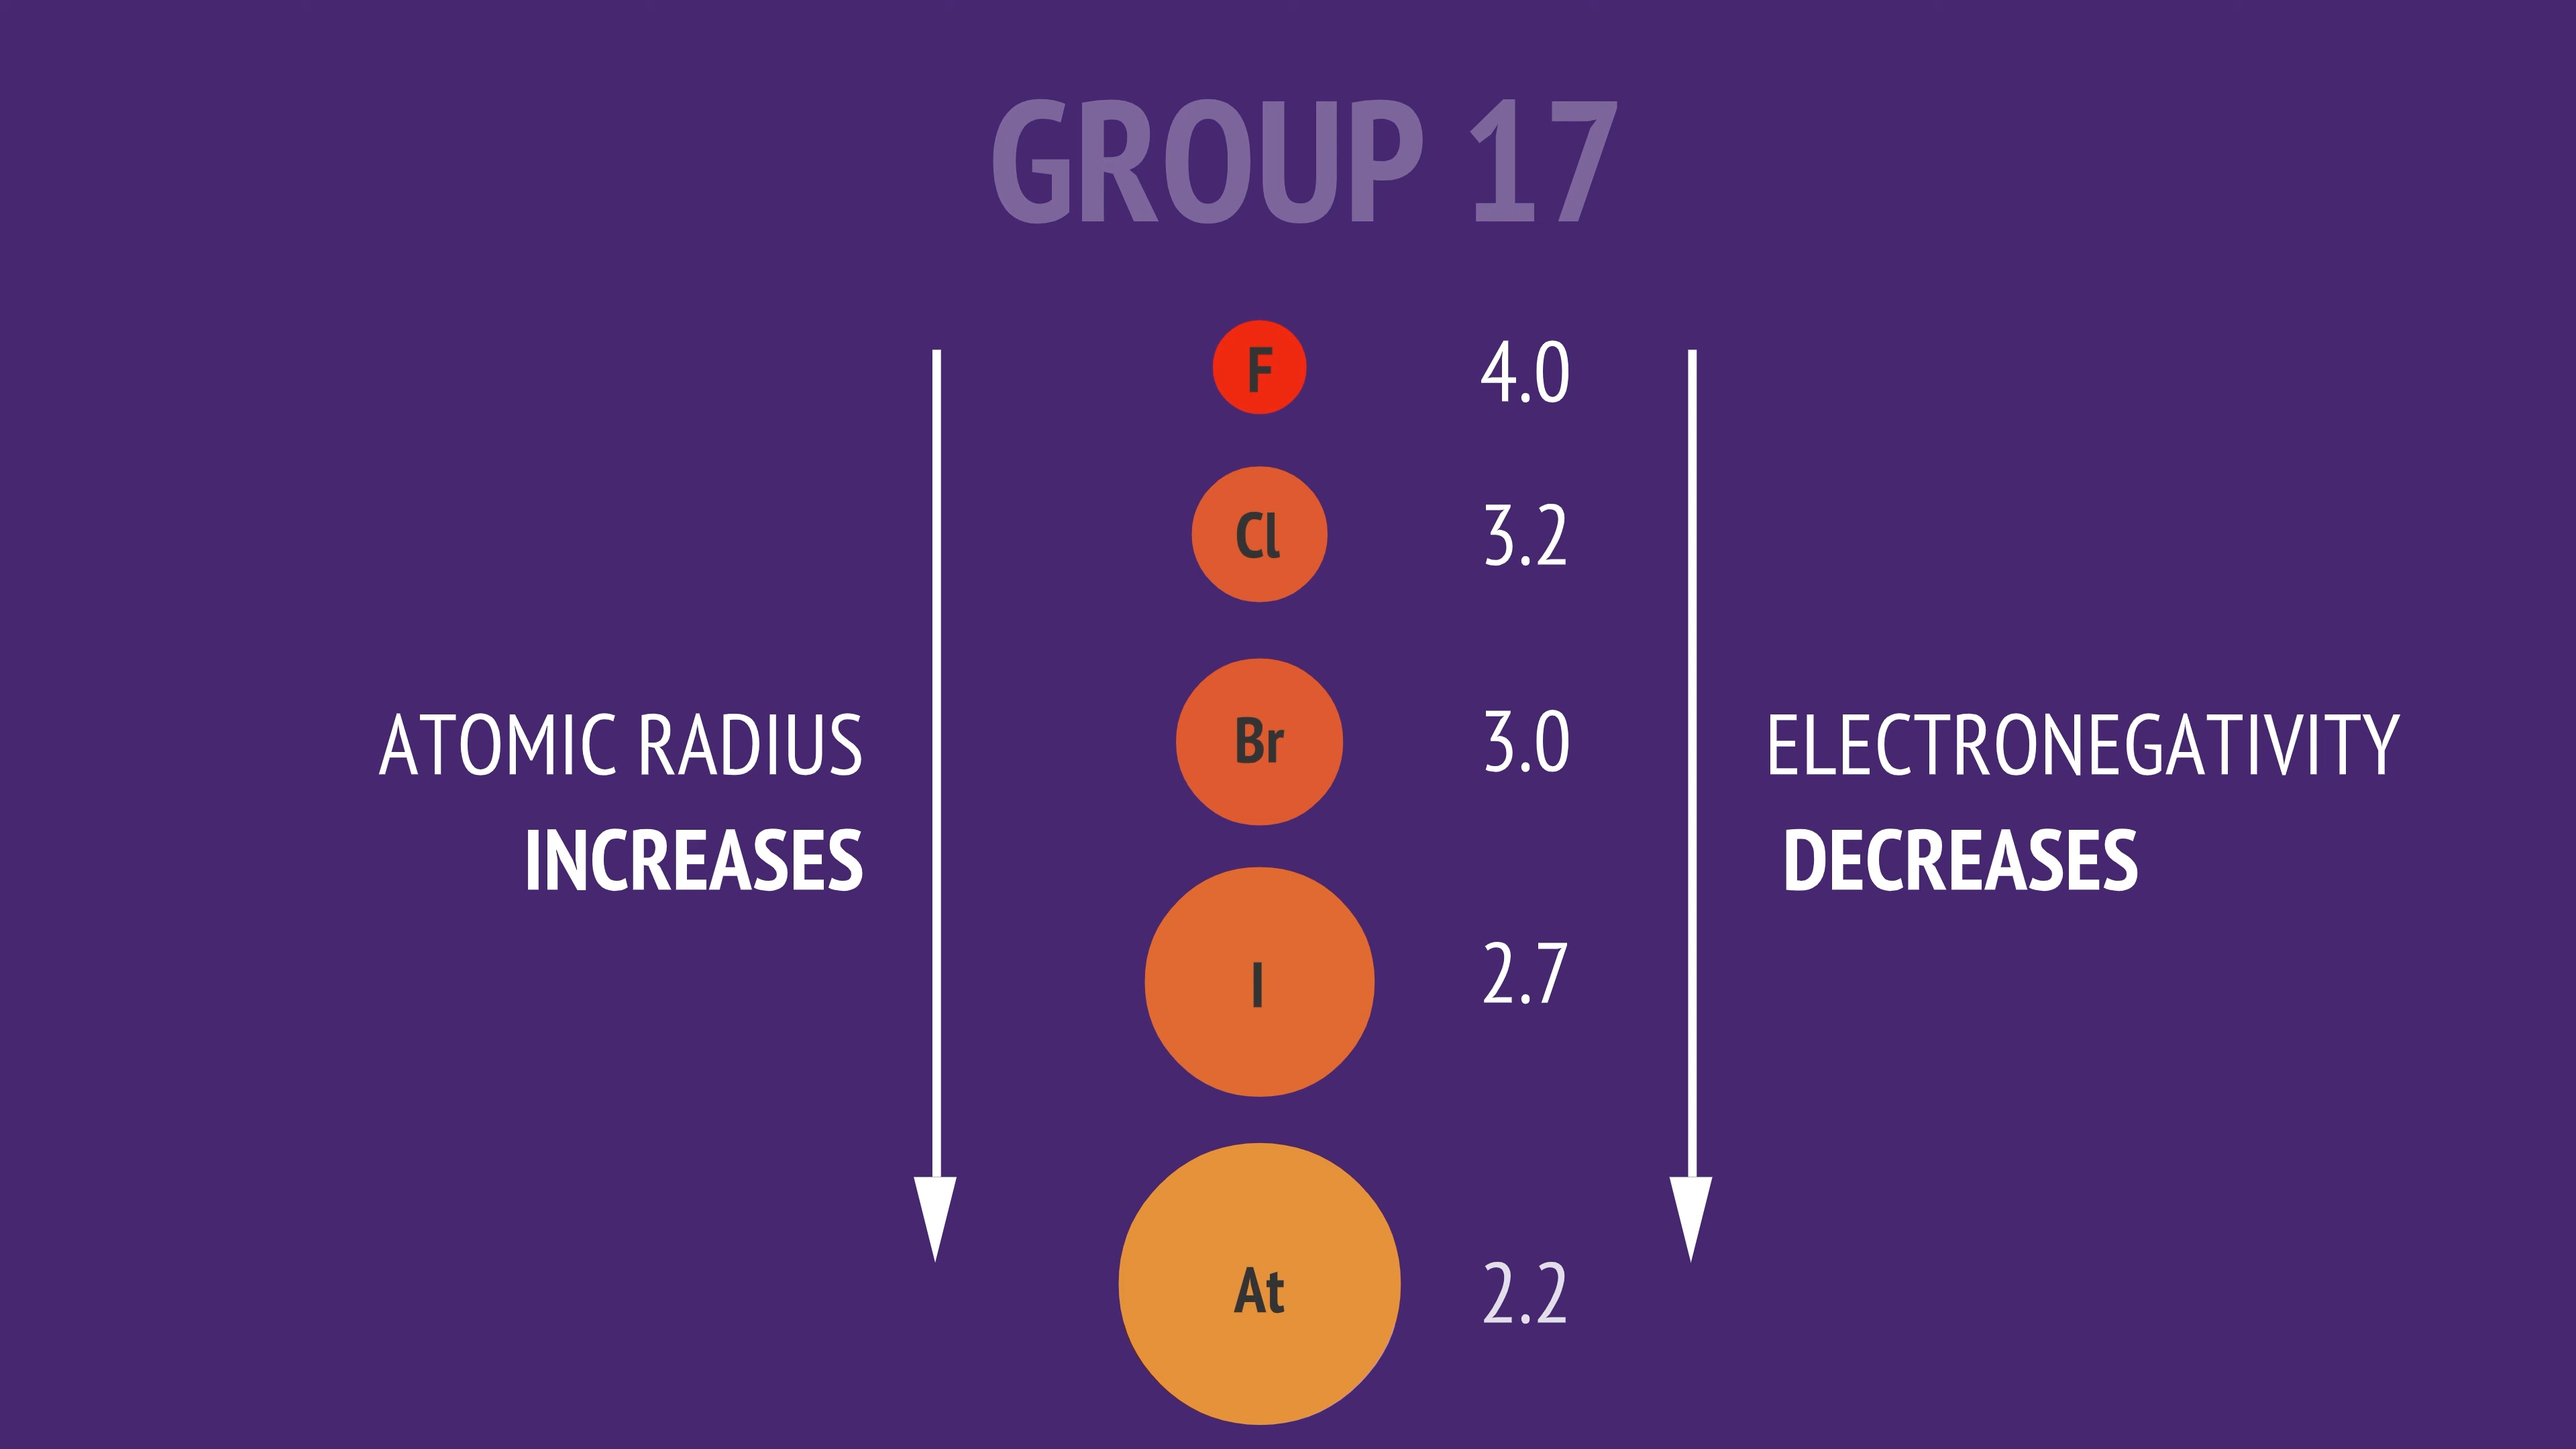 GROUP 17
F 4.0
Cl 3.2
Br 3.0
ATOMIC RADIUS
INCREASES
ELECTRONEGATIVITY
DECREASES
I 2.7
At 2.2